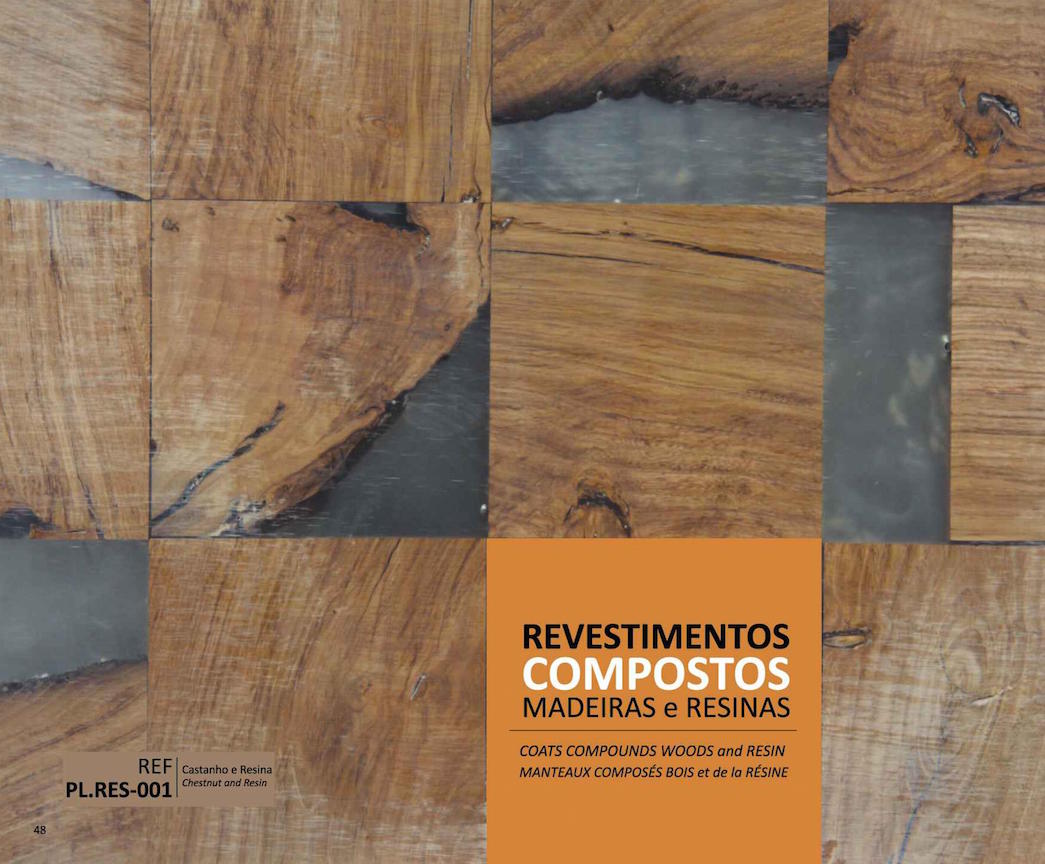 REVESTIMENTOS
COMPOSTOS
MADEIRAS e RESINAS
COATS COMPOUNDS WOODS and RESIN
MANTEAUX COMPOSÉS BOIS et de la RÉSINE
REF
PL.RES-001
Castanho e Resina
Chestnut and Resin
48